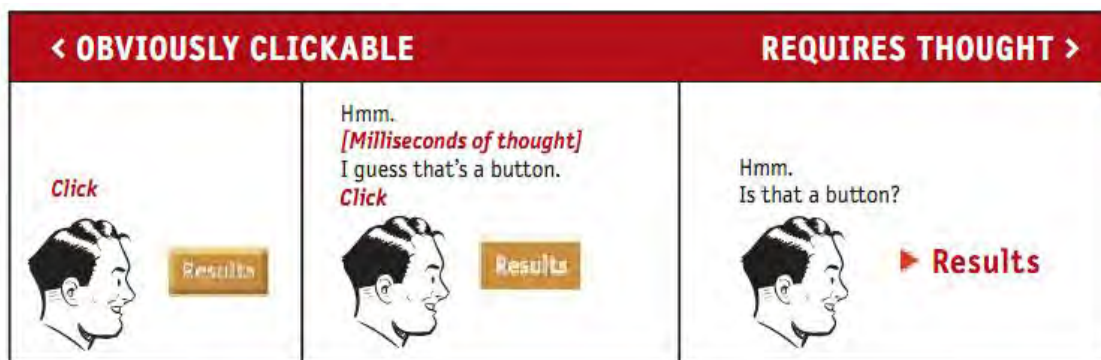 < OBVIOUSLY CLICKABLE
REQUIRES THOUGHT >
Click
Results
Hmm.
[Milliseconds of thought]
I guess that's a button.
Click
Results
Hmm.
Is that a button?
Results